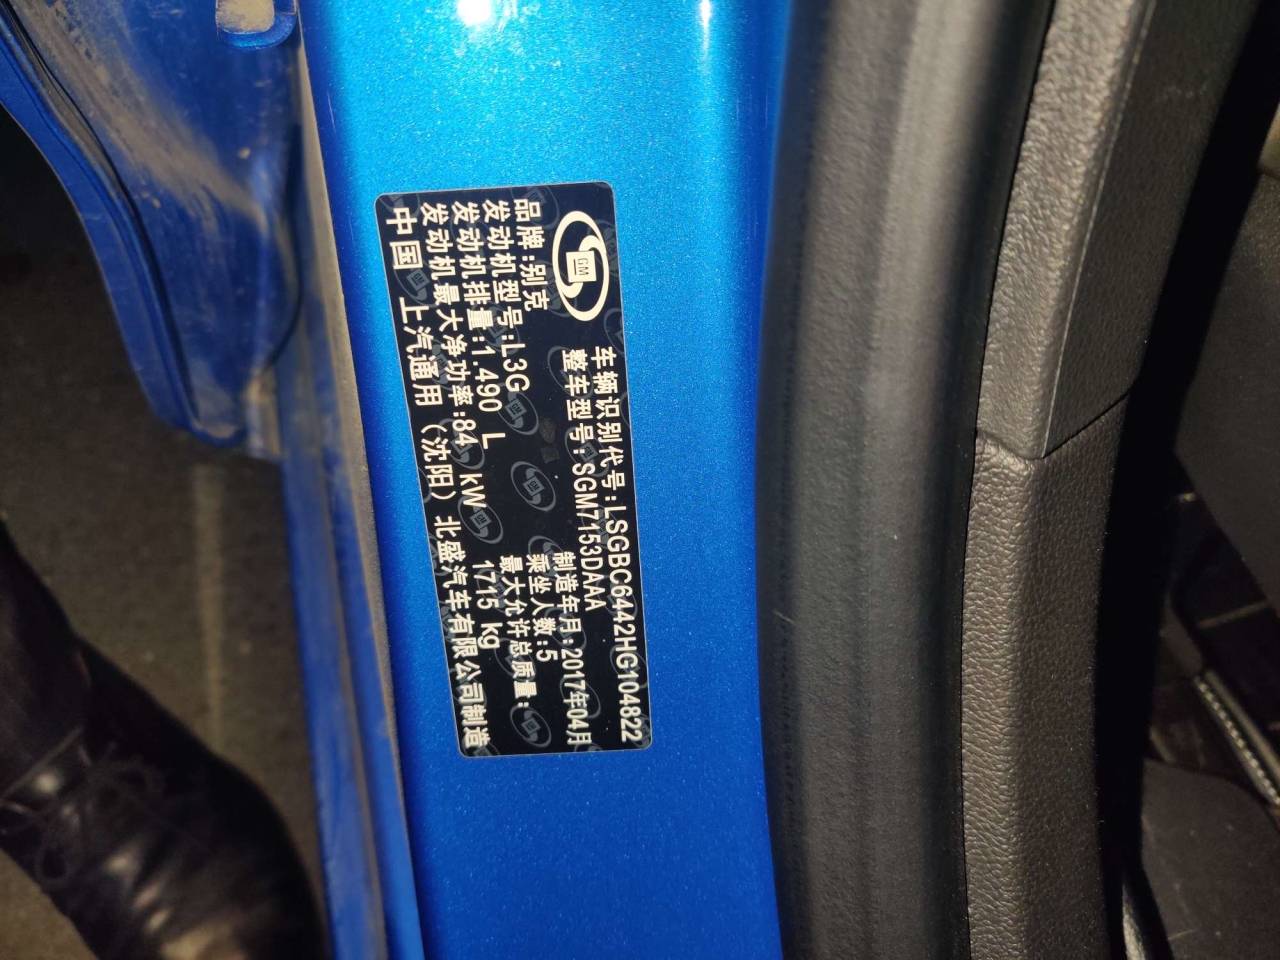 GM
车辆识别代号:LSGBC6442HG104822
整车型号:SGM7153DAAA
品牌:别克
制造年月:2017年04月
发动机型号:L3G
乘坐人数:5
发动机排量:1.490 L
最大允许总质量:
发动机最大净功率:84 kW
1715 kg
中国 上汽通用(沈阳)北盛汽车有限公司制造